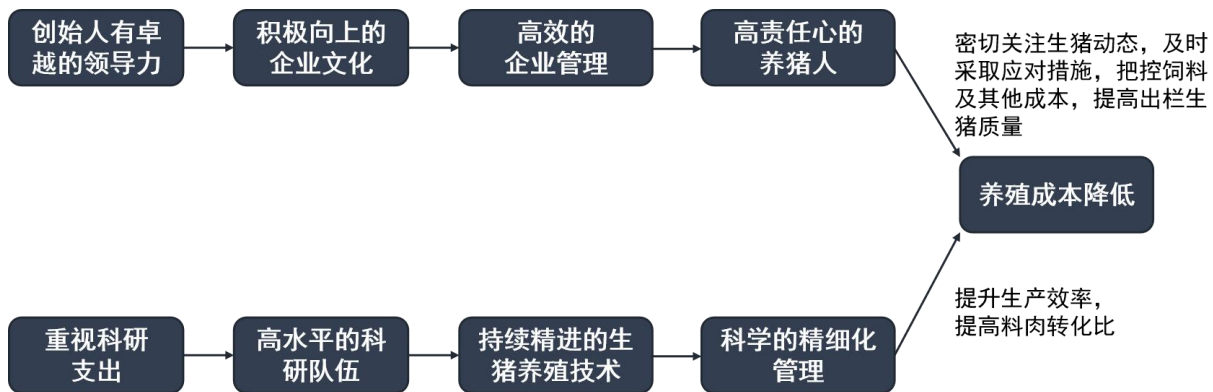 创始人有卓
越的领导力
积极向上的
企业文化
高效的
企业管理
高责任心的
养猪人
密切关注生猪动态，及时
采取应对措施，把控饲料
及其他成本，提高出栏生
猪质量
养殖成本降低
重视科研
支出
高水平的科
研队伍
持续精进的生
猪养殖技术
科学的精细化
管理
提升生产效率，
提高料肉转化比